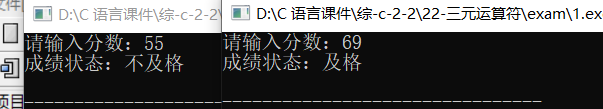 D:\C 语言课件\综-c-2-2\
请输入分数：55
成绩状态：不及格
D:\C 语言课件\综-c-2-2\22-三元运算符\exam\1.ex
请输入分数：69
成绩状态：及格
项目